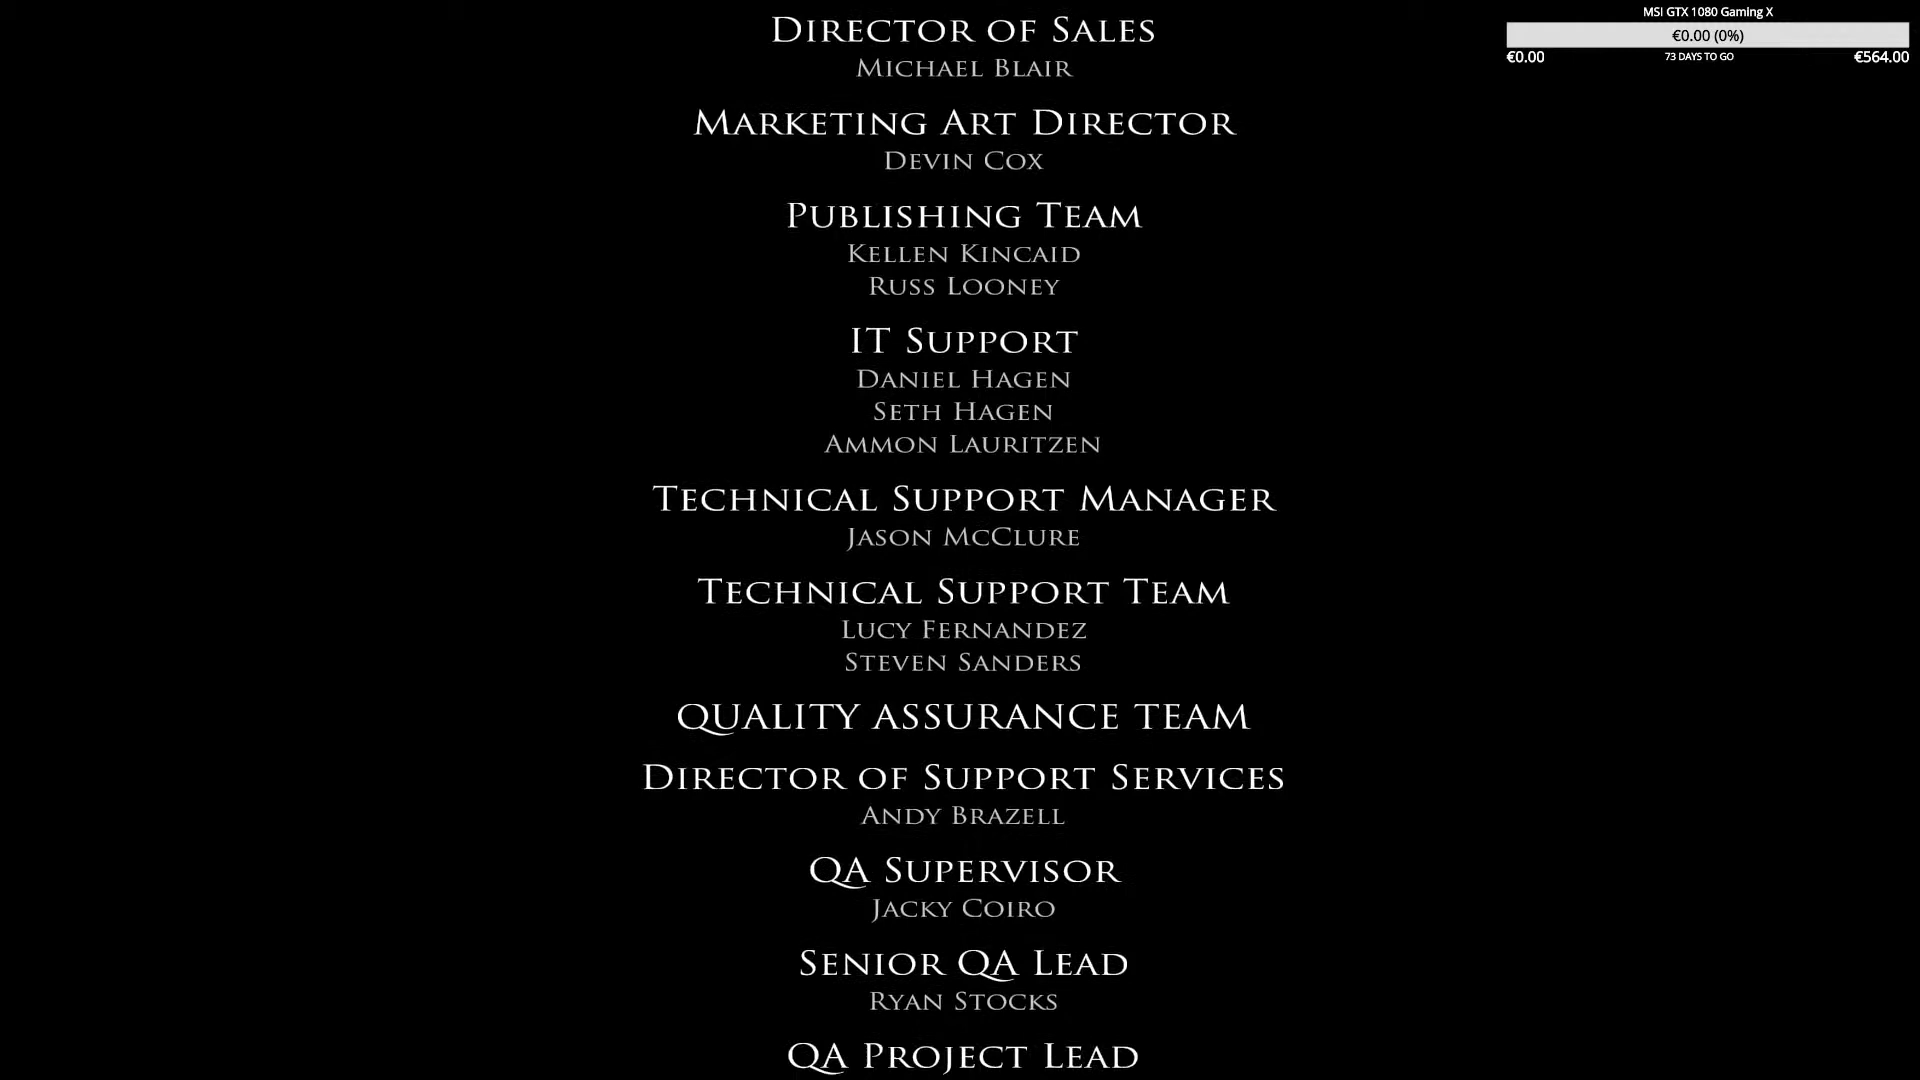 Director of Sales
Michael Blair
Marketing Art Director
Devin Cox
Publishing Team
Kellen Kincaid
Russ Looney
IT Support
Daniel Hagen
Seth Hagen
Ammon Lauritzen
Technical Support Manager
Jason McClure
Technical Support Team
Lucy Fernandez
Steven Sanders
QUALITY ASSURANCE TEAM
Director of Support Services
Andy Brazell
QA Supervisor
Jacky Coiro
Senior QA Lead
Ryan Stocks
QA Project Lead
MSI GTX 1080 Gaming X
€0.00 (0%)
€0.00 73 DAYS TO GO €564.00